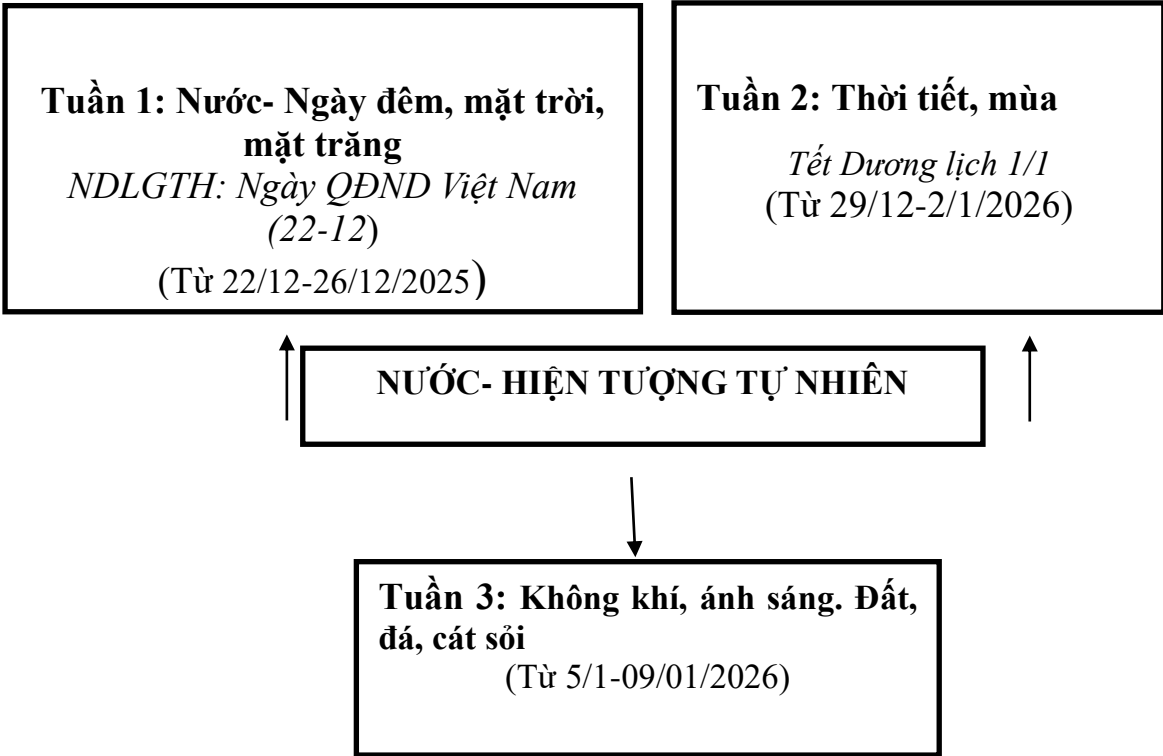 Tuần 1: Nước- Ngày đêm, mặt trời,
mặt trăng
NDLGTH: Ngày QĐND Việt Nam
(22-12)
(Từ 22/12-26/12/2025)
Tuần 2: Thời tiết, mùa
Tết Dương lịch 1/1
(Từ 29/12-2/1/2026)
NƯỚC- HIỆN TƯỢNG TỰ NHIÊN
Tuần 3: Không khí, ánh sáng. Đất,
đá, cát sỏi
(Từ 5/1-09/01/2026)